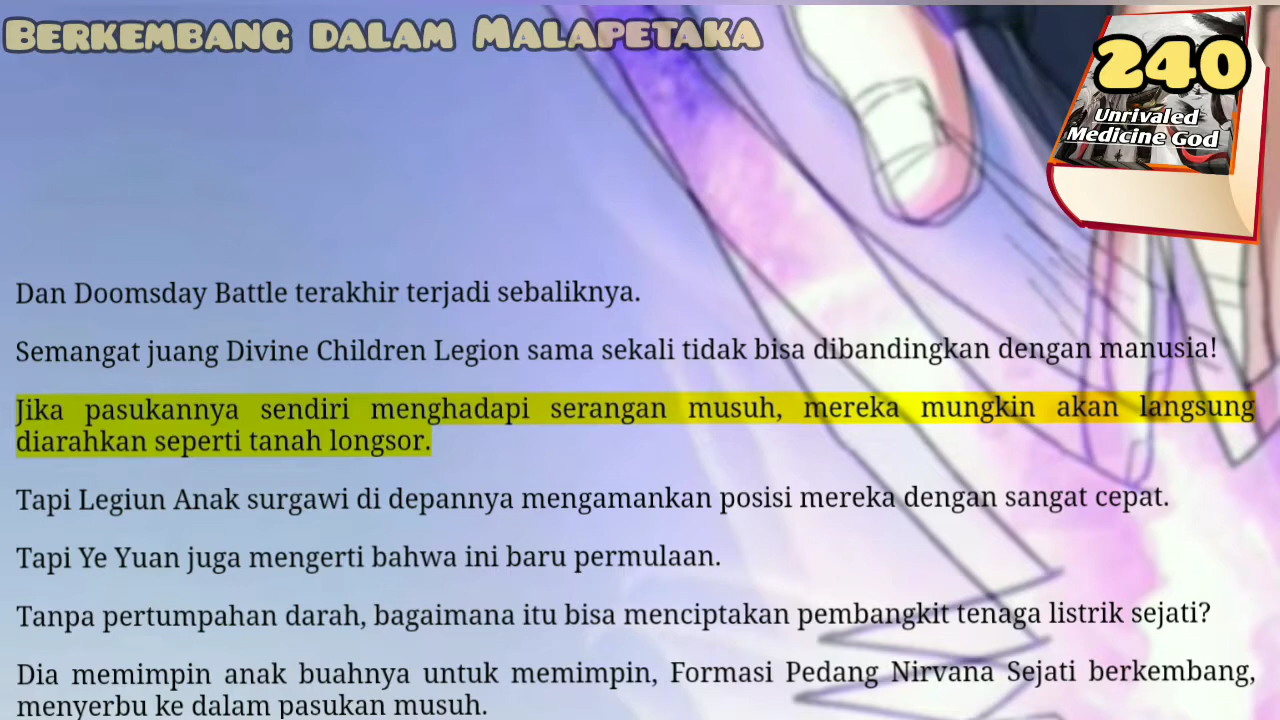 Berkembang dalam Malapetaka
240
Unrivaled
Medicine God
Dan Doomsday Battle terakhir terjadi sebaliknya.
Semangat juang Divine Children Legion sama sekali tidak bisa dibandingkan dengan manusia!
Jika pasukannya sendiri menghadapi serangan musuh, mereka mungkin akan langsung
diarahkan seperti tanah longsor.
Tapi Legiun Anak surgawi di depannya mengamankan posisi mereka dengan sangat cepat.
Tapi Ye Yuan juga mengerti bahwa ini baru permulaan.
Tanpa pertumpahan darah, bagaimana itu bisa menciptakan pembangkit tenaga listrik sejati?
Dia memimpin anak buahnya untuk memimpin, Formasi Pedang Nirvana Sejati berkembang,
menyerbu ke dalam pasukan musuh.